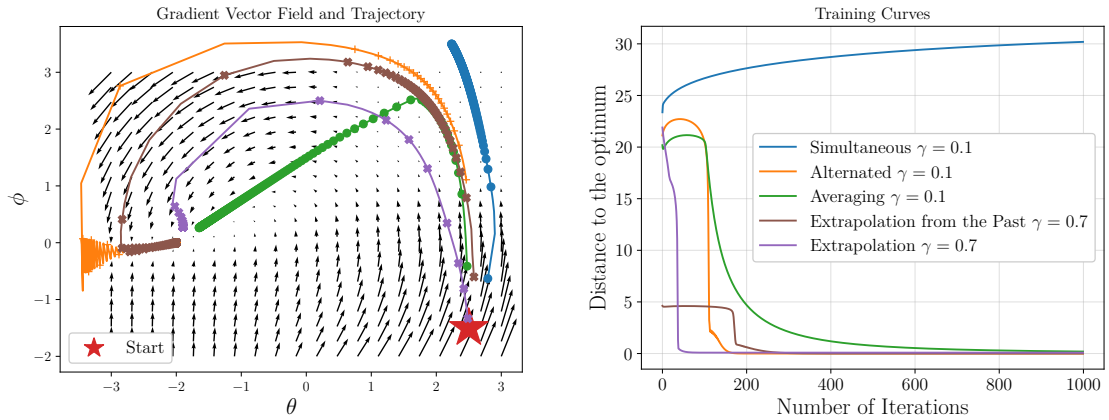 Gradient Vector Field and Trajectory
ϕ
3
2
1
0
−1
−2
Start
−3
−2
−1
0
1
2
3
θ
Training Curves
Distance to the optimum
30
25
20
15
10
5
0
Simultaneous γ = 0.1
Alternated γ = 0.1
Averaging γ = 0.1
Extrapolation from the Past γ = 0.7
Extrapolation γ = 0.7
0
200
400
600
800
1000
Number of Iterations